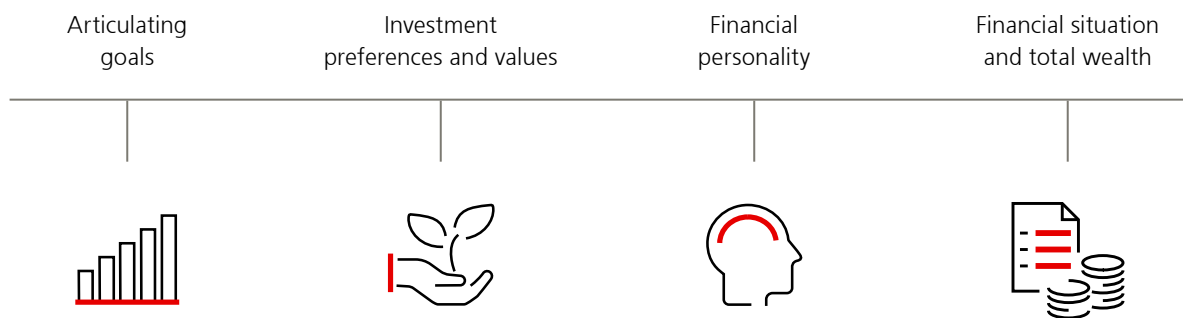 Articulating
goals
Investment
preferences and values
Financial
personality
Financial situation
and total wealth